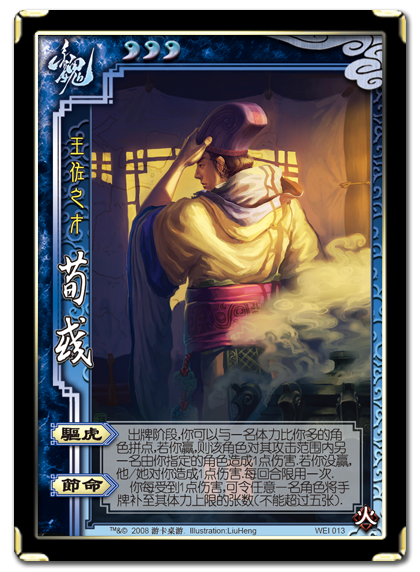 魏
王佐之才
荀彧
驅虎
出牌阶段,你可以与一名体力比你多的角
色拼点,若你赢,则该角色对其攻击范围内另
一名由你指定的角色造成1点伤害.若你没赢,
他/她对你造成1点伤害,每回合限用一次.
節命
你每受到1点伤害,可令任意一名角色将手
牌补至其体力上限的张数(不能超过五张).
™&© 2008 游卡桌游. Illustration:LiuHeng
WEI 013
火